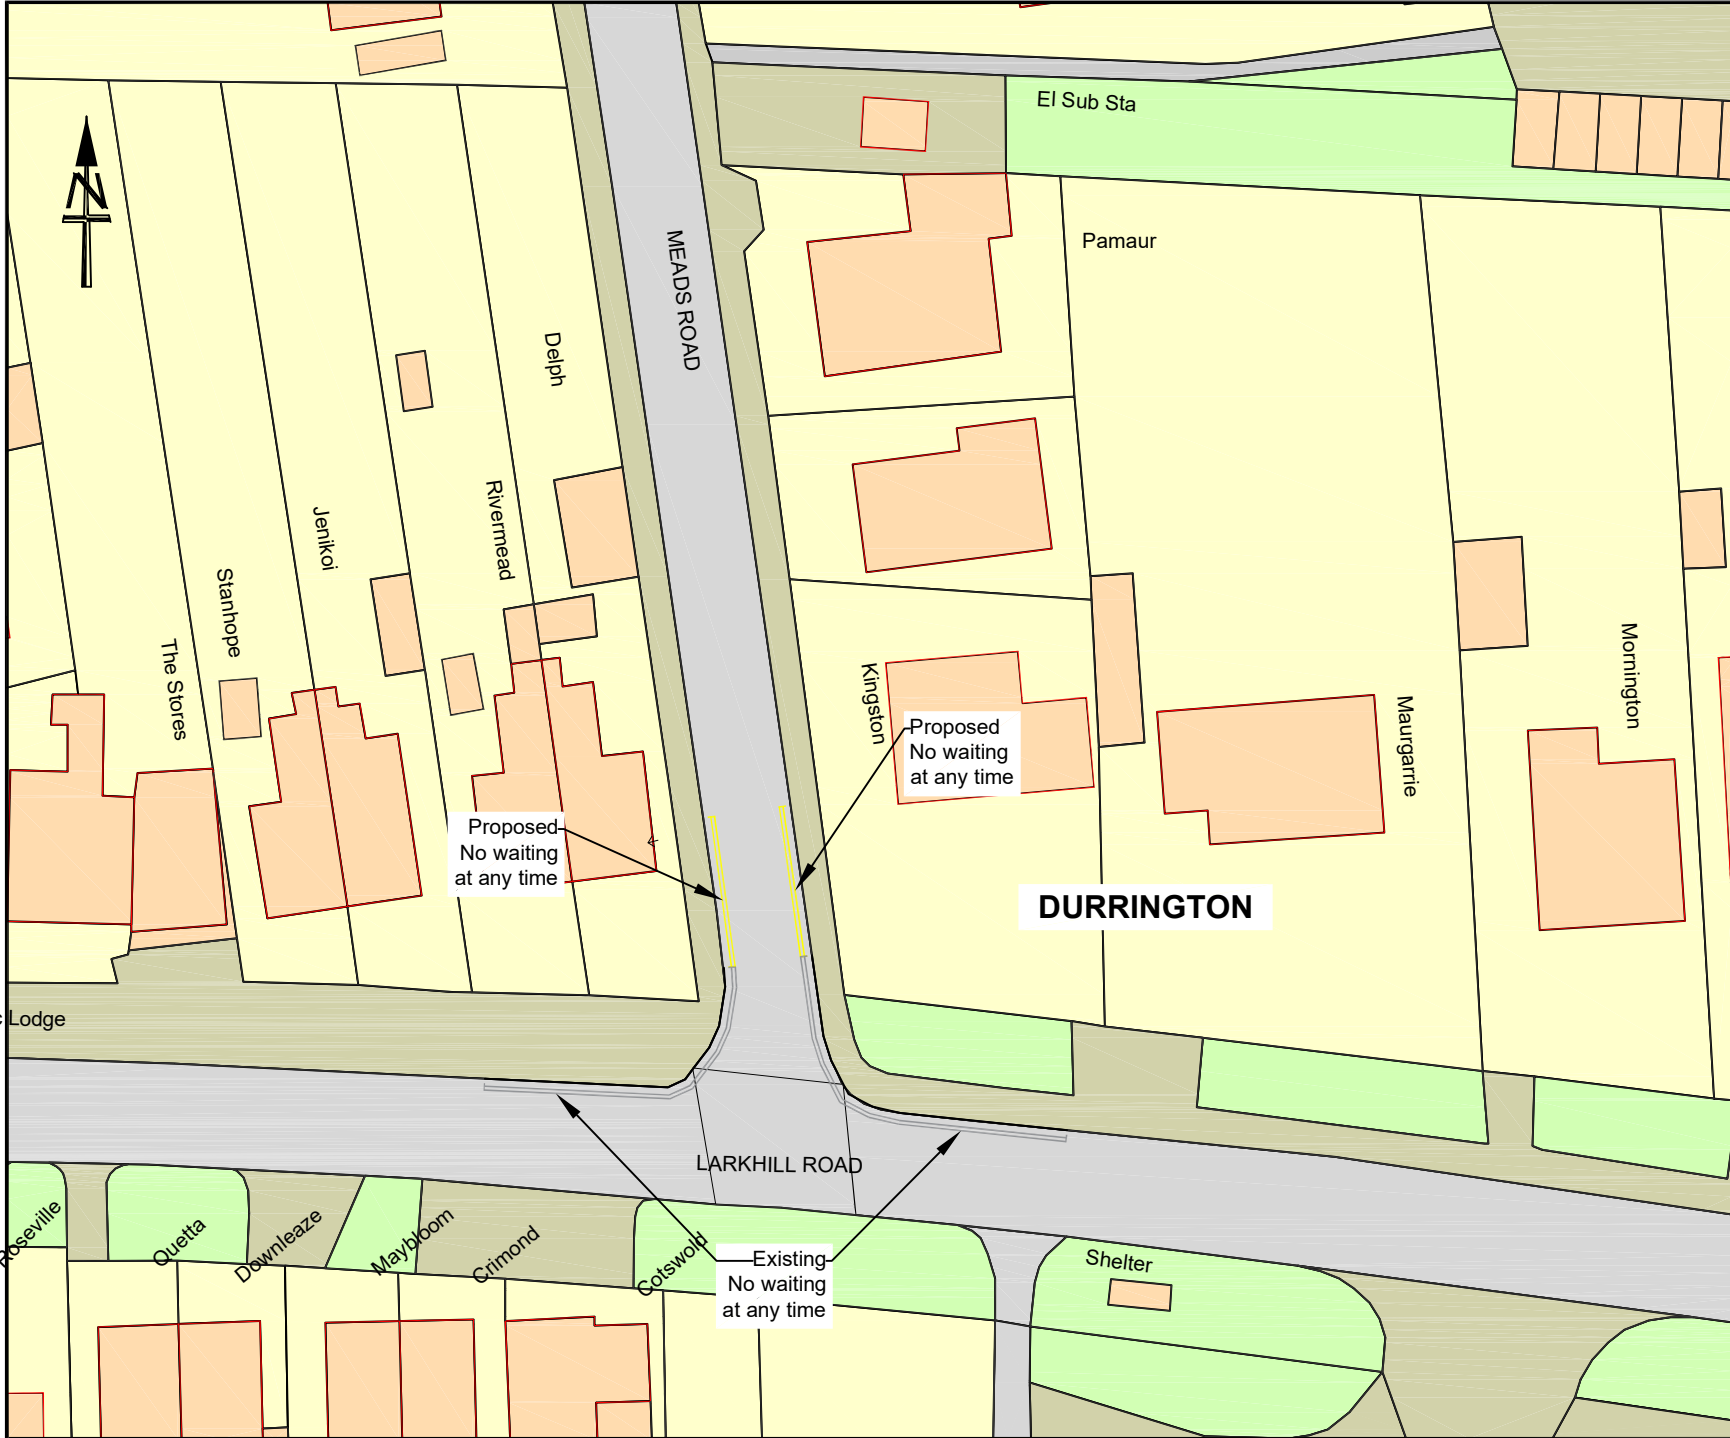 El Sub Sta
N
Pamaur
MEADS ROAD
Delph
Rivermead
Jenikoi
Stanhope
The Stores
Kingston
Maurgarrie
Mornington
Proposed
No waiting
at any time
Proposed
No waiting
at any time
DURRINGTON
Lodge
LARKHILL ROAD
Roseville
Quetta
Downleaze
Maybloom
Crimond
Cotswold
Existing
No waiting
at any time
Shelter